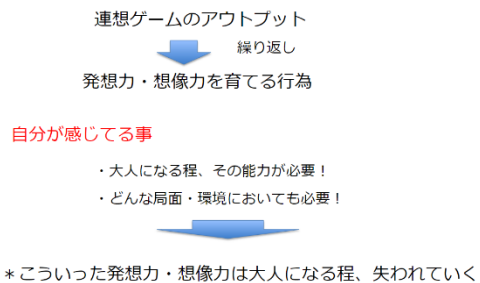 連想ゲームのアウトプット
繰り返し
発想力・想像力を育てる行為
自分が感じてる事
・大人になる程、その能力が必要!
・どんな局面・環境においても必要!
*こういった発想力・想像力は大人になる程、失われていく